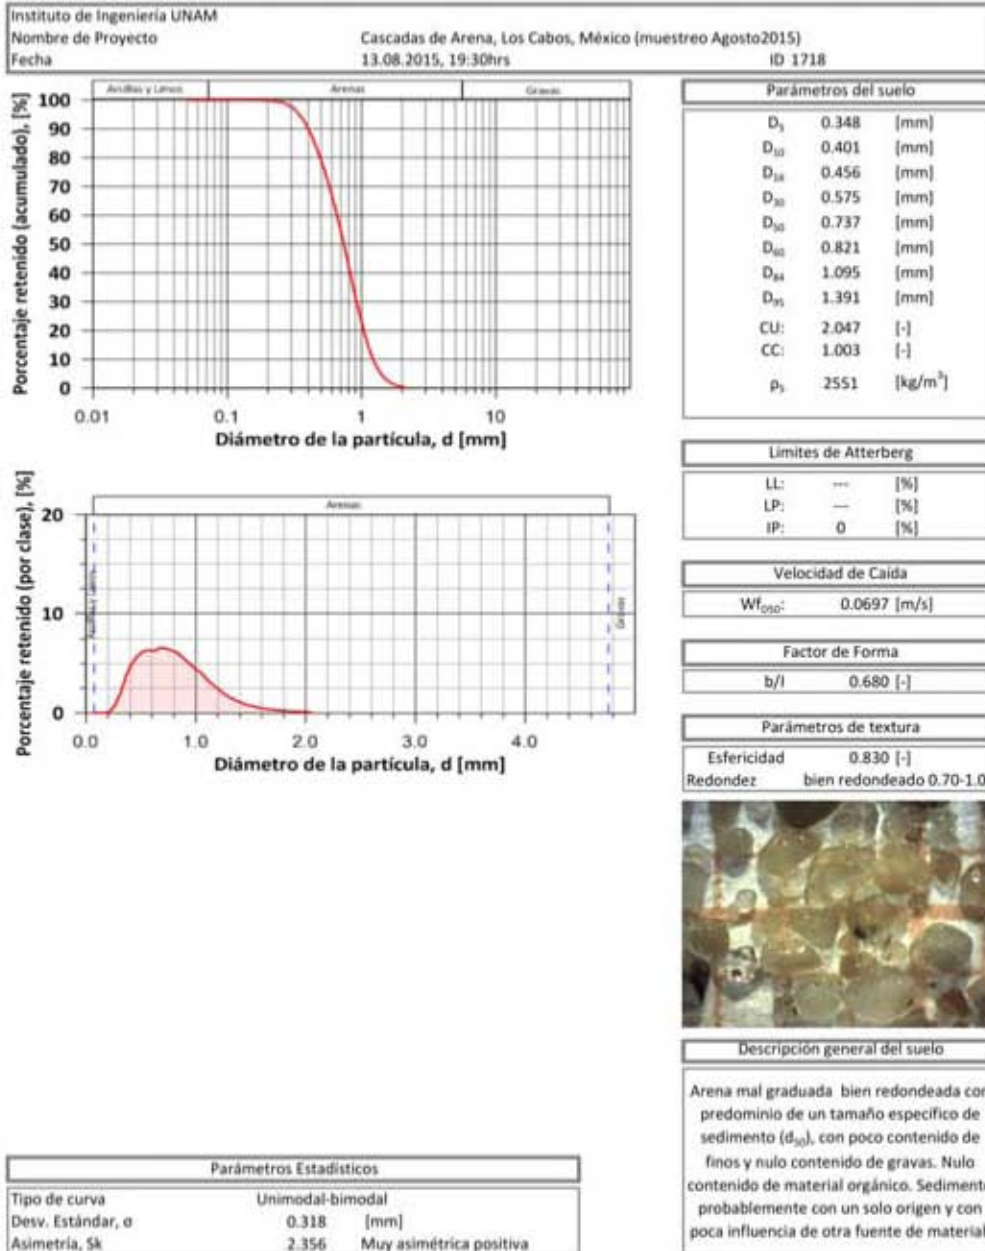 Instituto de Ingeniería UNAM
Nombre de Proyecto Cascadas de Arena, Los Cabos, México (muestreo Agosto2015)
Fecha 13.08.2015, 19:30hrs ID 1718
Arcillas y Limos Arenas Gravas
Porcentaje retenido (acumulado), [%]
100
90
80
70
60
50
40
30
20
10
0
0.01 0.1 1 10
Diámetro de la partícula, d [mm]
Arenas
Porcentaje retenido (por clase), [%]
20
10
0
Arcillas y Limos
Gravas
0.0 1.0 2.0 3.0 4.0
Diámetro de la partícula, d [mm]
Parámetros Estadísticos
Tipo de curva Unimodal-bimodal
Desv. Estándar, σ 0.318 [mm]
Asimetría, Sk 2.356 Muy asimétrica positiva
Parámetros del suelo
D5 0.348 [mm]
D10 0.401 [mm]
D16 0.456 [mm]
D30 0.575 [mm]
D50 0.737 [mm]
D60 0.821 [mm]
D84 1.095 [mm]
D95 1.391 [mm]
CU: 2.047 [-]
CC: 1.003 [-]
ρs 2551 [kg/m³]
Limites de Atterberg
LL: --- [%]
LP: --- [%]
IP: 0 [%]
Velocidad de Caída
WfD50: 0.0697 [m/s]
Factor de Forma
b/l 0.680 [-]
Parámetros de textura
Esfericidad 0.830 [-]
Redondez bien redondeado 0.70-1.0
Descripción general del suelo
Arena mal graduada bien redondeada con
predominio de un tamaño específico de
sedimento (d50), con poco contenido de
finos y nulo contenido de gravas. Nulo
contenido de material orgánico. Sedimento
probablemente con un solo origen y con
poca influencia de otra fuente de material